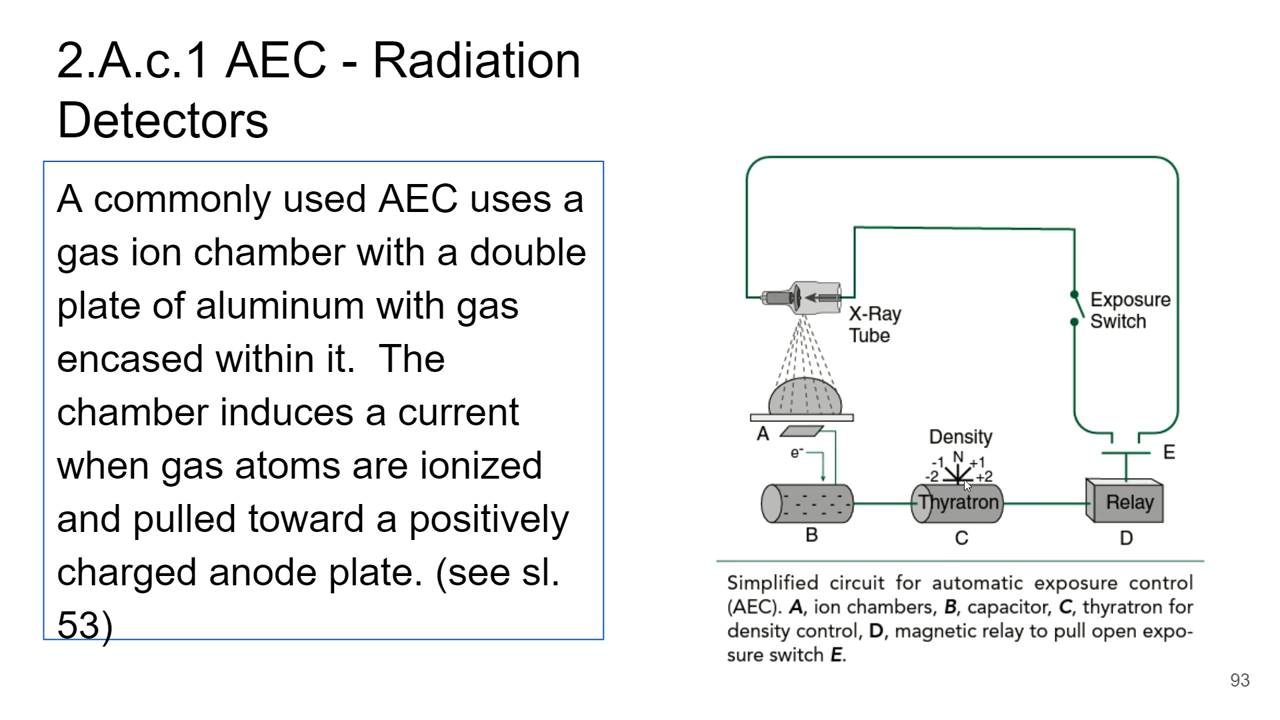 2.A.c.1 AEC - Radiation
Detectors
A commonly used AEC uses a
gas ion chamber with a double
plate of aluminum with gas
encased within it.  The
chamber induces a current
when gas atoms are ionized
and pulled toward a positively
charged anode plate. (see sl.
53)
X-Ray
Tube
Exposure
Switch
A
e-
Density
-2 -1 N +1 +2
E
Thyratron
Relay
B
C
D
Simplified circuit for automatic exposure control
(AEC). A, ion chambers, B, capacitor, C, thyratron for
density control, D, magnetic relay to pull open expo-
sure switch E.
93